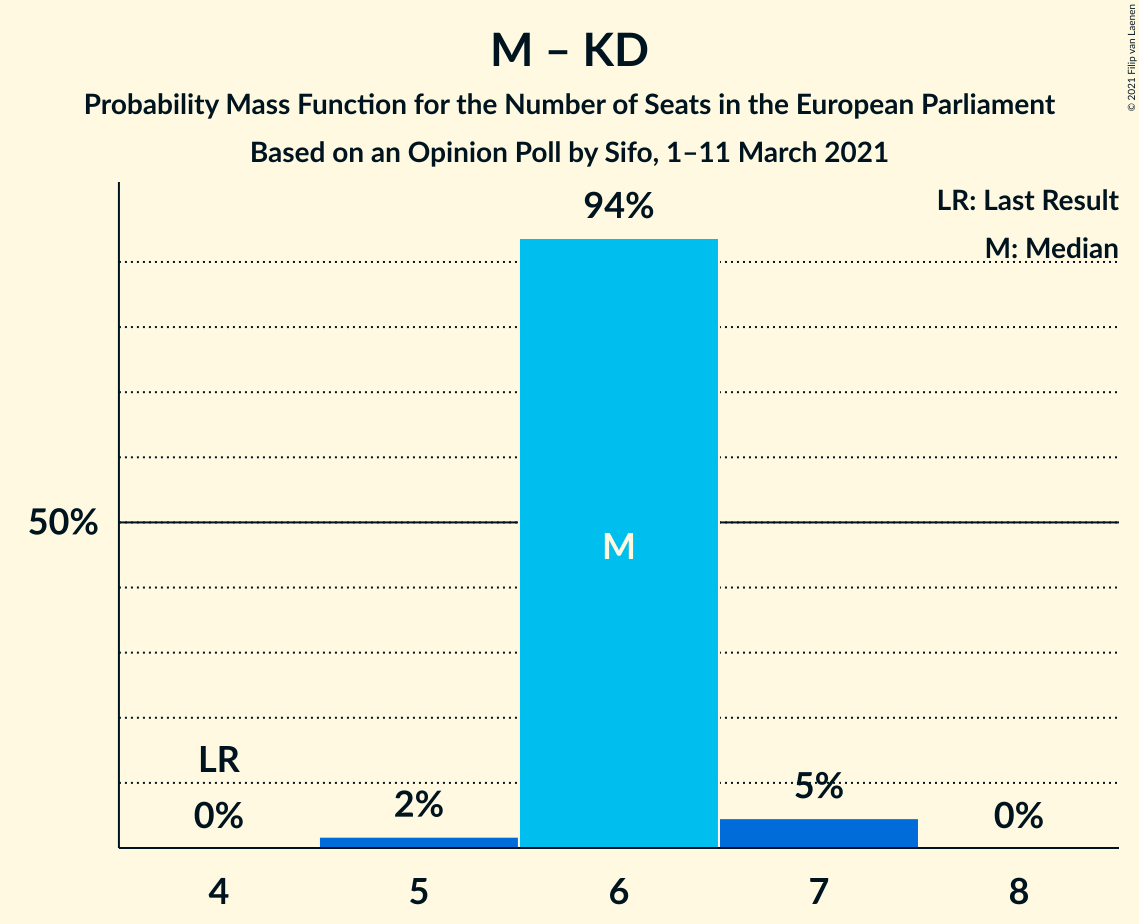 M – KD
Probability Mass Function for the Number of Seats in the European Parliament
Based on an Opinion Poll by Sifo, 1–11 March 2021
© 2021 Filip van Laenen
LR: Last Result
M: Median
94%
50%
M
LR
0%
2%
5%
0%
4
5
6
7
8